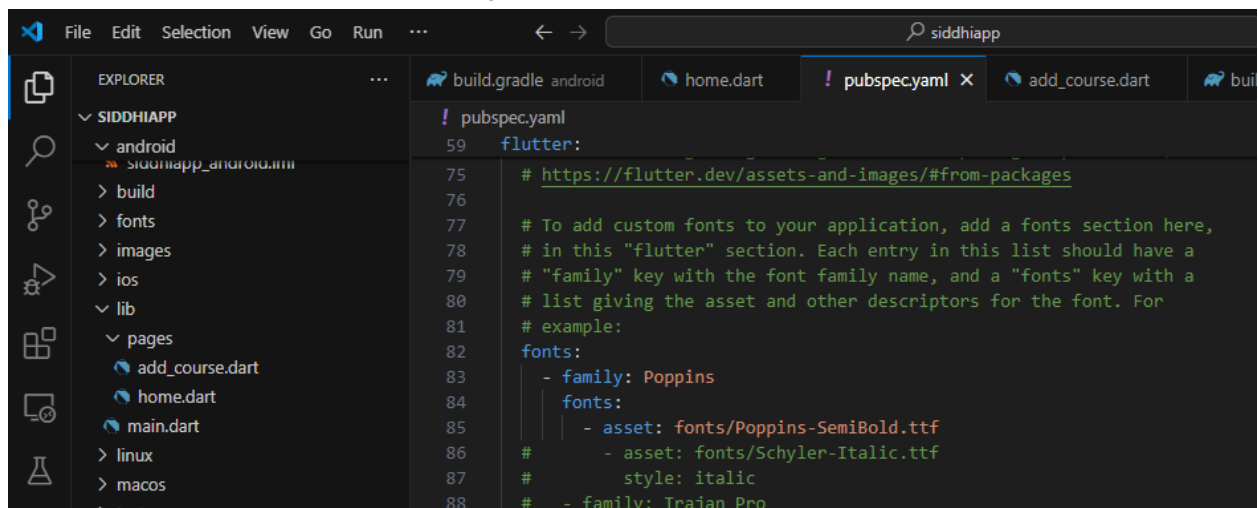 File Edit Selection View Go Run ··· ← → siddhiapp
EXPLORER ···
SIDDHIAPP
android
siddhiapp_android.iml
build
fonts
images
ios
lib
pages
add_course.dart
home.dart
main.dart
linux
macos
build.gradle android home.dart ! pubspec.yaml × add_course.dart
! pubspec.yaml
59 flutter:
75 # https://flutter.dev/assets-and-images/#from-packages
76
77 # To add custom fonts to your application, add a fonts section here,
78 # in this "flutter" section. Each entry in this list should have a
79 # "family" key with the font family name, and a "fonts" key with a
80 # list giving the asset and other descriptors for the font. For
81 # example:
82 fonts:
83 - family: Poppins
84 fonts:
85 - asset: fonts/Poppins-SemiBold.ttf
86 # - asset: fonts/Schyler-Italic.ttf
87 # style: italic
88 # - family: Trajan Pro